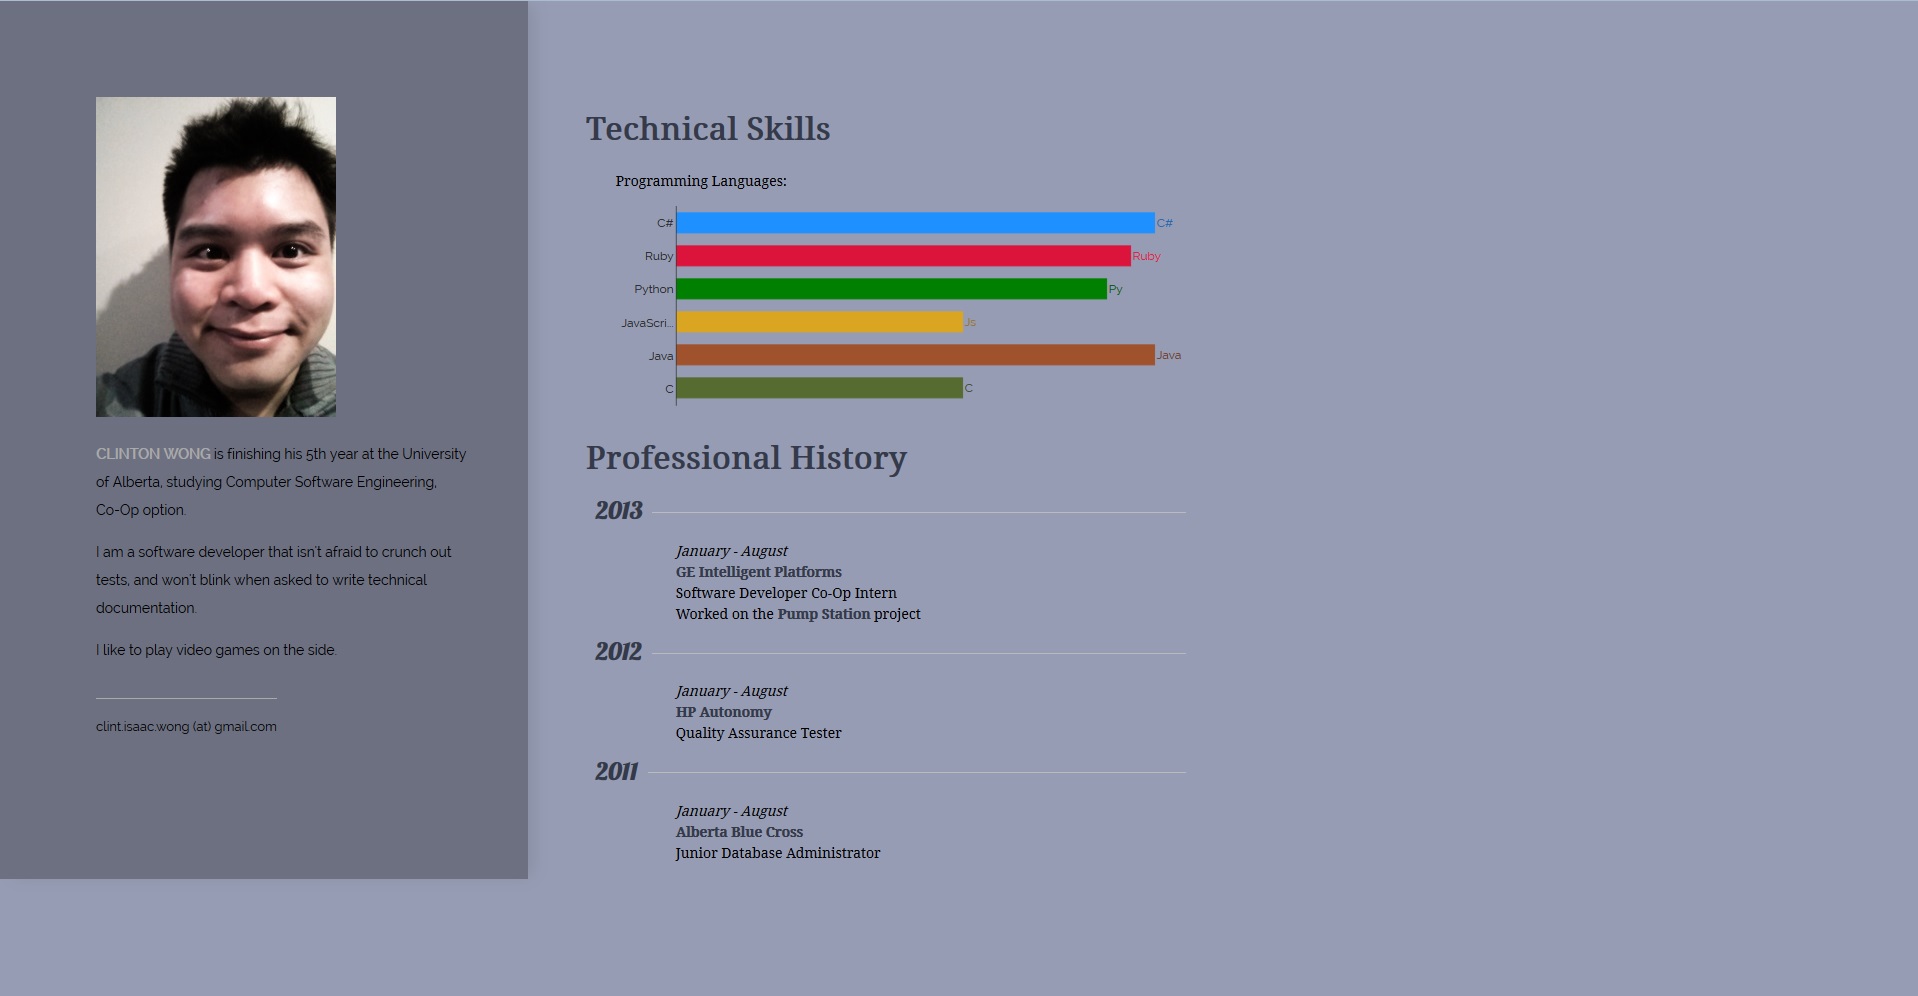 CLINTON WONG is finishing his 5th year at the University
of Alberta, studying Computer Software Engineering,
Co-Op option.
I am a software developer that isn't afraid to crunch out
tests, and won't blink when asked to write technical
documentation.
I like to play video games on the side.
clint.isaac.wong (at) gmail.com
Technical Skills
Programming Languages:
C# C#
Ruby Ruby
Python Py
JavaScri... Js
Java Java
C C
Professional History
2013
January - August
GE Intelligent Platforms
Software Developer Co-Op Intern
Worked on the Pump Station project
2012
January - August
HP Autonomy
Quality Assurance Tester
2011
January - August
Alberta Blue Cross
Junior Database Administrator